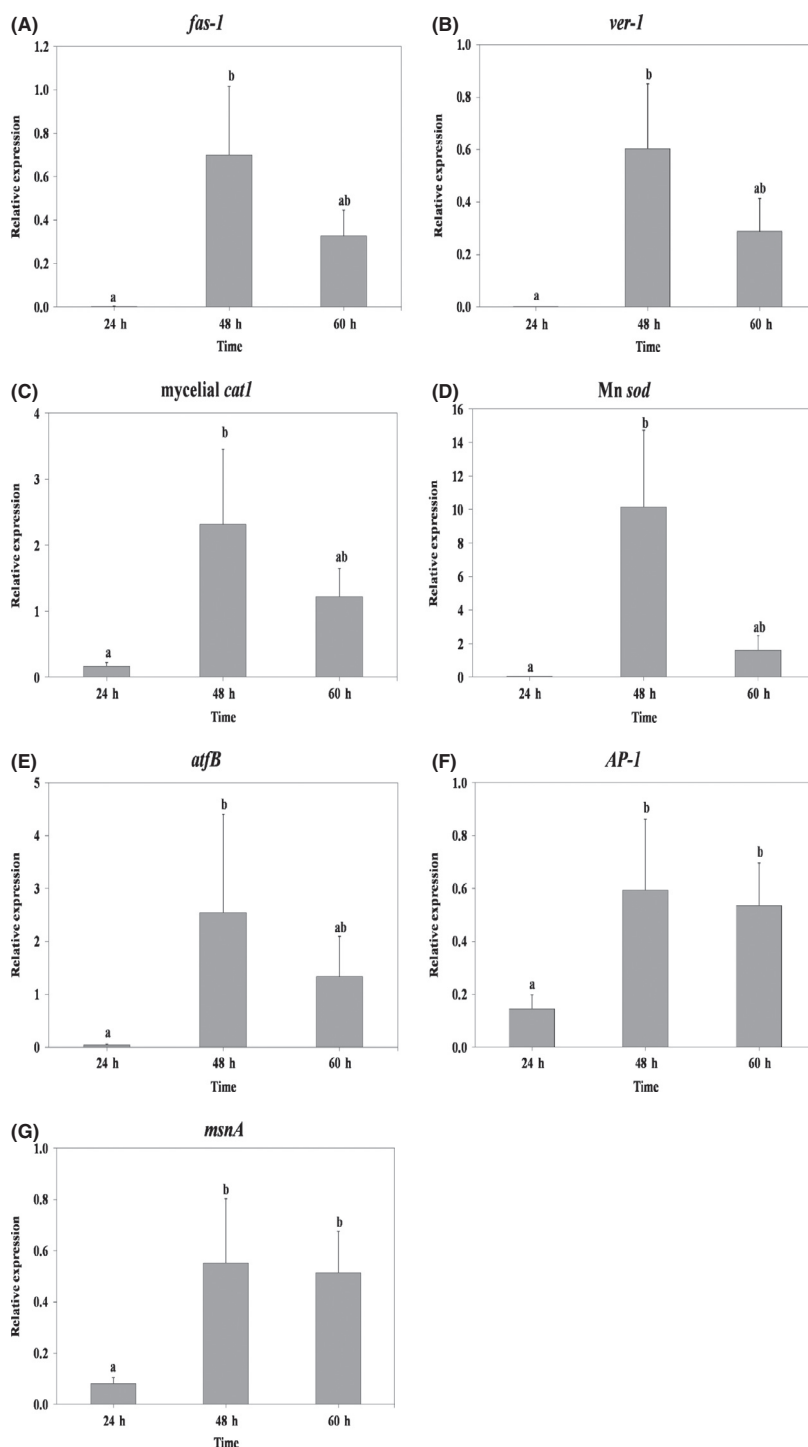 (A) fas-1
Relative expression
1.2
1.0
0.8
0.6
0.4
0.2
0.0
a
b
ab
24 h 48 h 60 h
Time
(B) ver-1
Relative expression
1.0
0.8
0.6
0.4
0.2
0.0
a
b
ab
24 h 48 h 60 h
Time
(C) mycelial cat1
Relative expression
4
3
2
1
0
a
b
ab
24 h 48 h 60 h
Time
(D) Mn sod
Relative expression
16
14
12
10
8
6
4
2
0
a
b
ab
24 h 48 h 60 h
Time
(E) atfB
Relative expression
5
4
3
2
1
0
a
b
ab
24 h 48 h 60 h
Time
(F) AP-1
Relative expression
1.0
0.8
0.6
0.4
0.2
0.0
a
b
b
24 h 48 h 60 h
Time
(G) msnA
Relative expression
1.0
0.8
0.6
0.4
0.2
0.0
a
b
b
24 h 48 h 60 h
Time